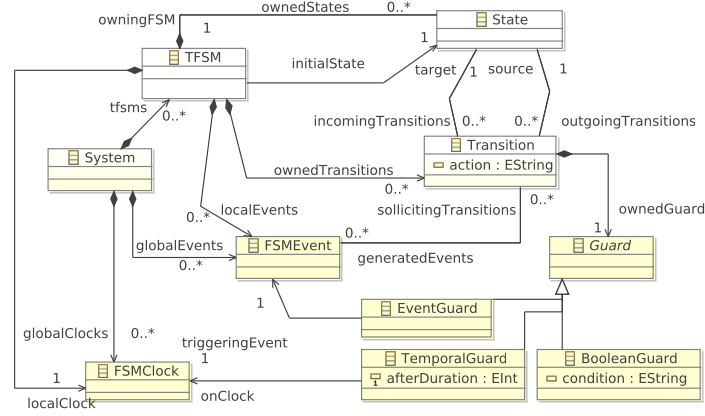 ownedStates
0..*
owningFSM
1
State
TFSM
initialState
1
target
1
source
1
tfsms
0..*
incomingTransitions
0..*
0..*
outgoingTransitions
System
Transition
action : EString
ownedTransitions
0..*
0..*
localEvents
0..*
sollicitingTransitions
ownedGuard
1
globalEvents
0..*
FSMEvent
0..*
generatedEvents
Guard
1
EventGuard
globalClocks
0..*
triggeringEvent
1
FSMClock
1
localClock
onClock
TemporalGuard
afterDuration : EInt
1
BooleanGuard
condition : EString